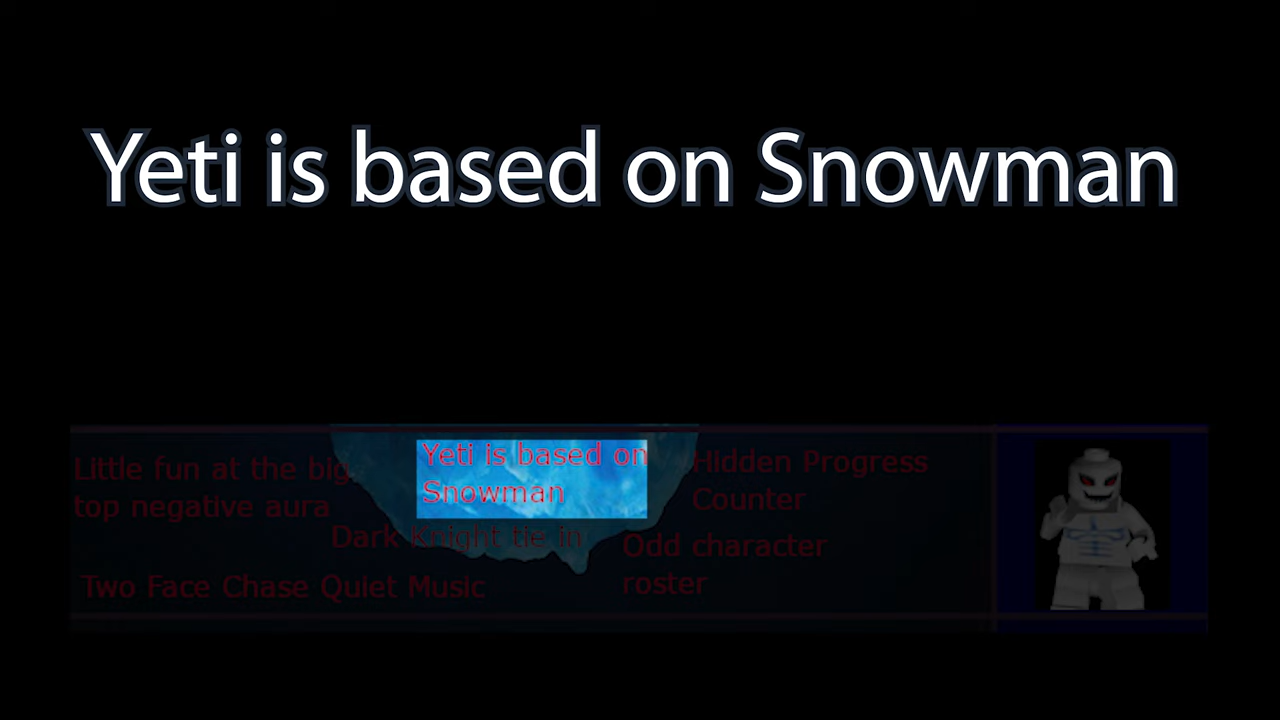 Yeti is based on Snowman
Little fun at the big
top negative aura
Yeti is based on
Snowman
Hidden Progress
Counter
Dark Knight tie in
Odd character
roster
Two Face Chase Quiet Music